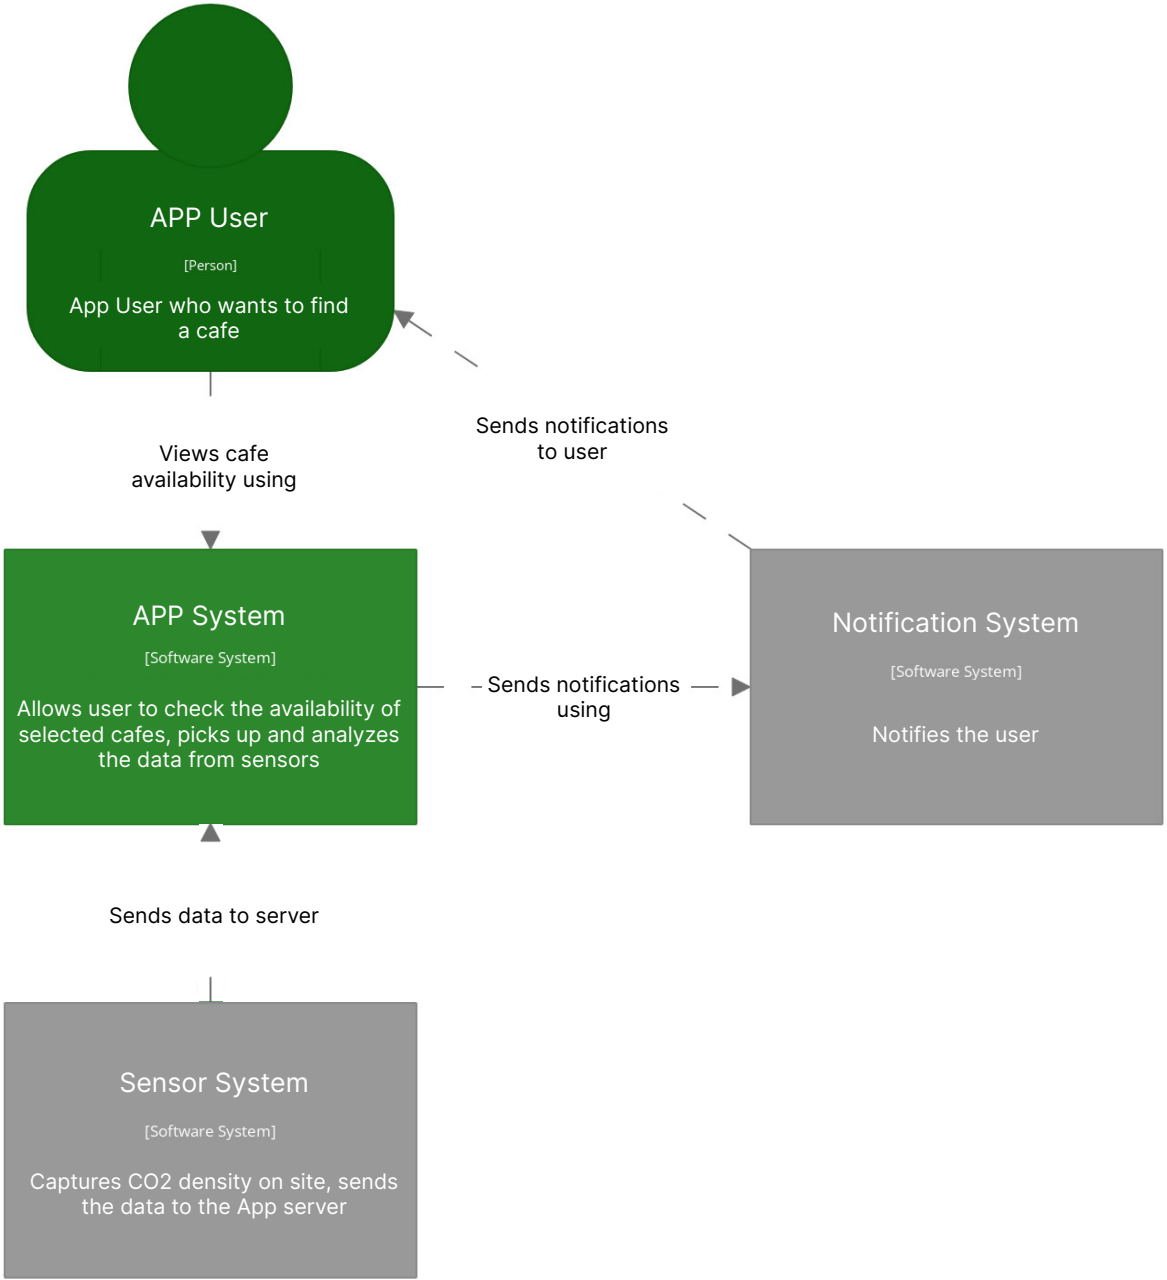 APP User
[Person]
App User who wants to find
a cafe
Sends notifications
to user
Views cafe
availability using
APP System
[Software System]
Allows user to check the availability of
selected cafes, picks up and analyzes
the data from sensors
Sends notifications
using
Notification System
[Software System]
Notifies the user
Sends data to server
Sensor System
[Software System]
Captures CO2 density on site, sends
the data to the App server